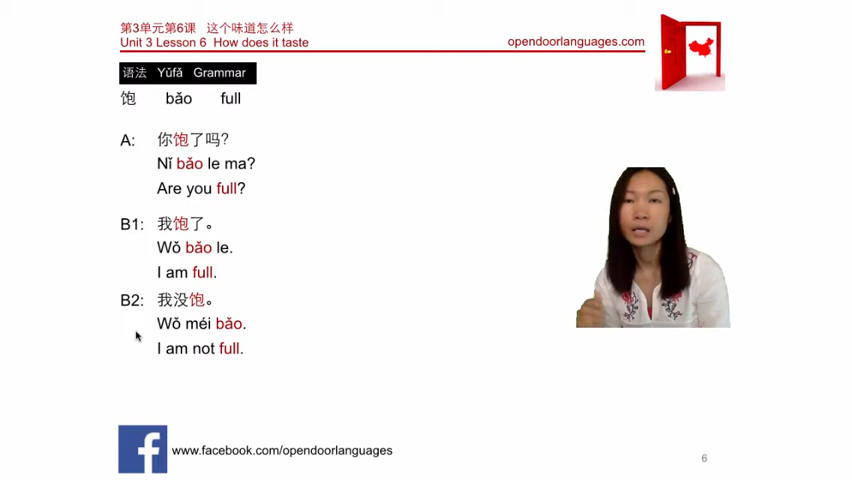 第3单元第6课 这个味道怎么样
Unit 3 Lesson 6 How does it taste
opendoorlanguages.com
语法 Yǔfǎ Grammar
饱 bǎo full
A: 你饱了吗?
Nǐ bǎo le ma?
Are you full?
B1: 我饱了。
Wǒ bǎo le.
I am full.
B2: 我没饱。
Wǒ méi bǎo.
I am not full.
f www.facebook.com/opendoorlanguages
6